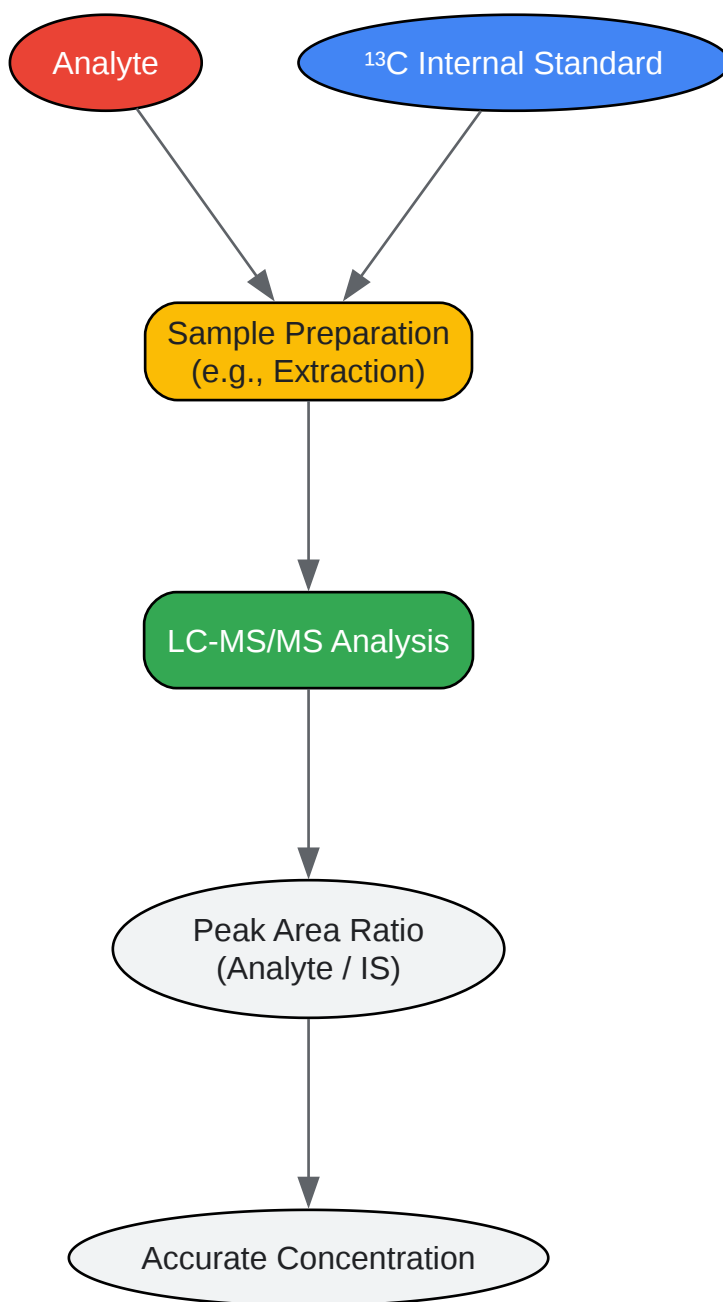 Analyte
¹³C Internal Standard
Sample Preparation
(e.g., Extraction)
LC-MS/MS Analysis
Peak Area Ratio
(Analyte / IS)
Accurate Concentration